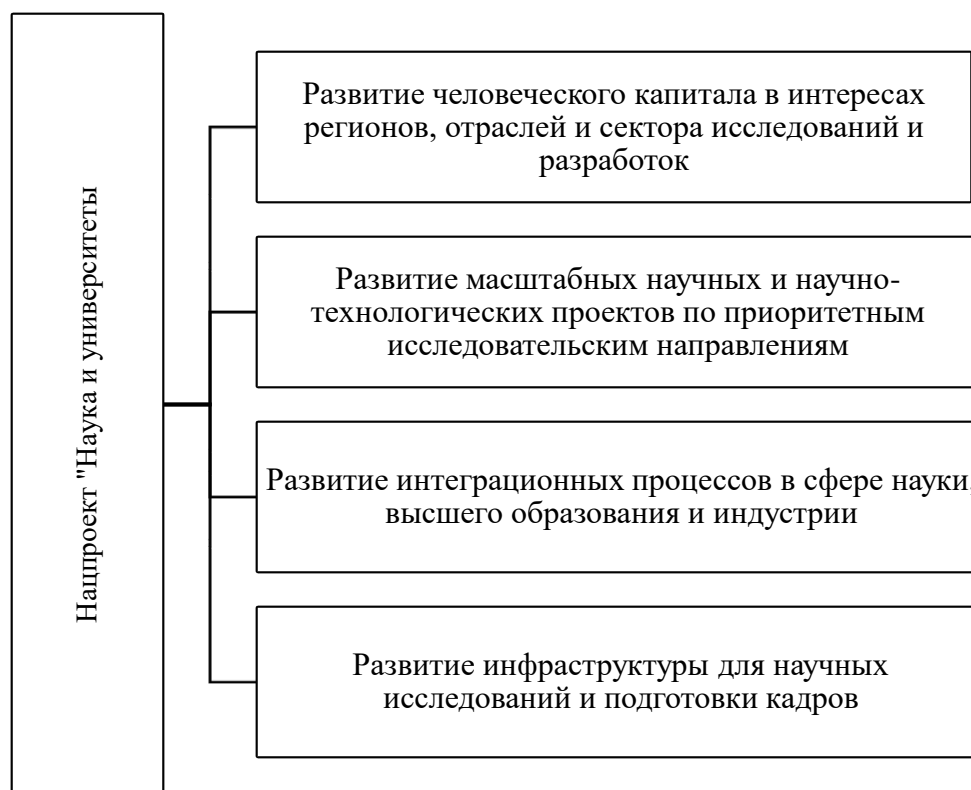 Нацпроект "Наука и университеты
Развитие человеческого капитала в интересах
регионов, отраслей и сектора исследований и
разработок
Развитие масштабных научных и научно-
технологических проектов по приоритетным
исследовательским направлениям
Развитие интеграционных процессов в сфере науки,
высшего образования и индустрии
Развитие инфраструктуры для научных
исследований и подготовки кадров